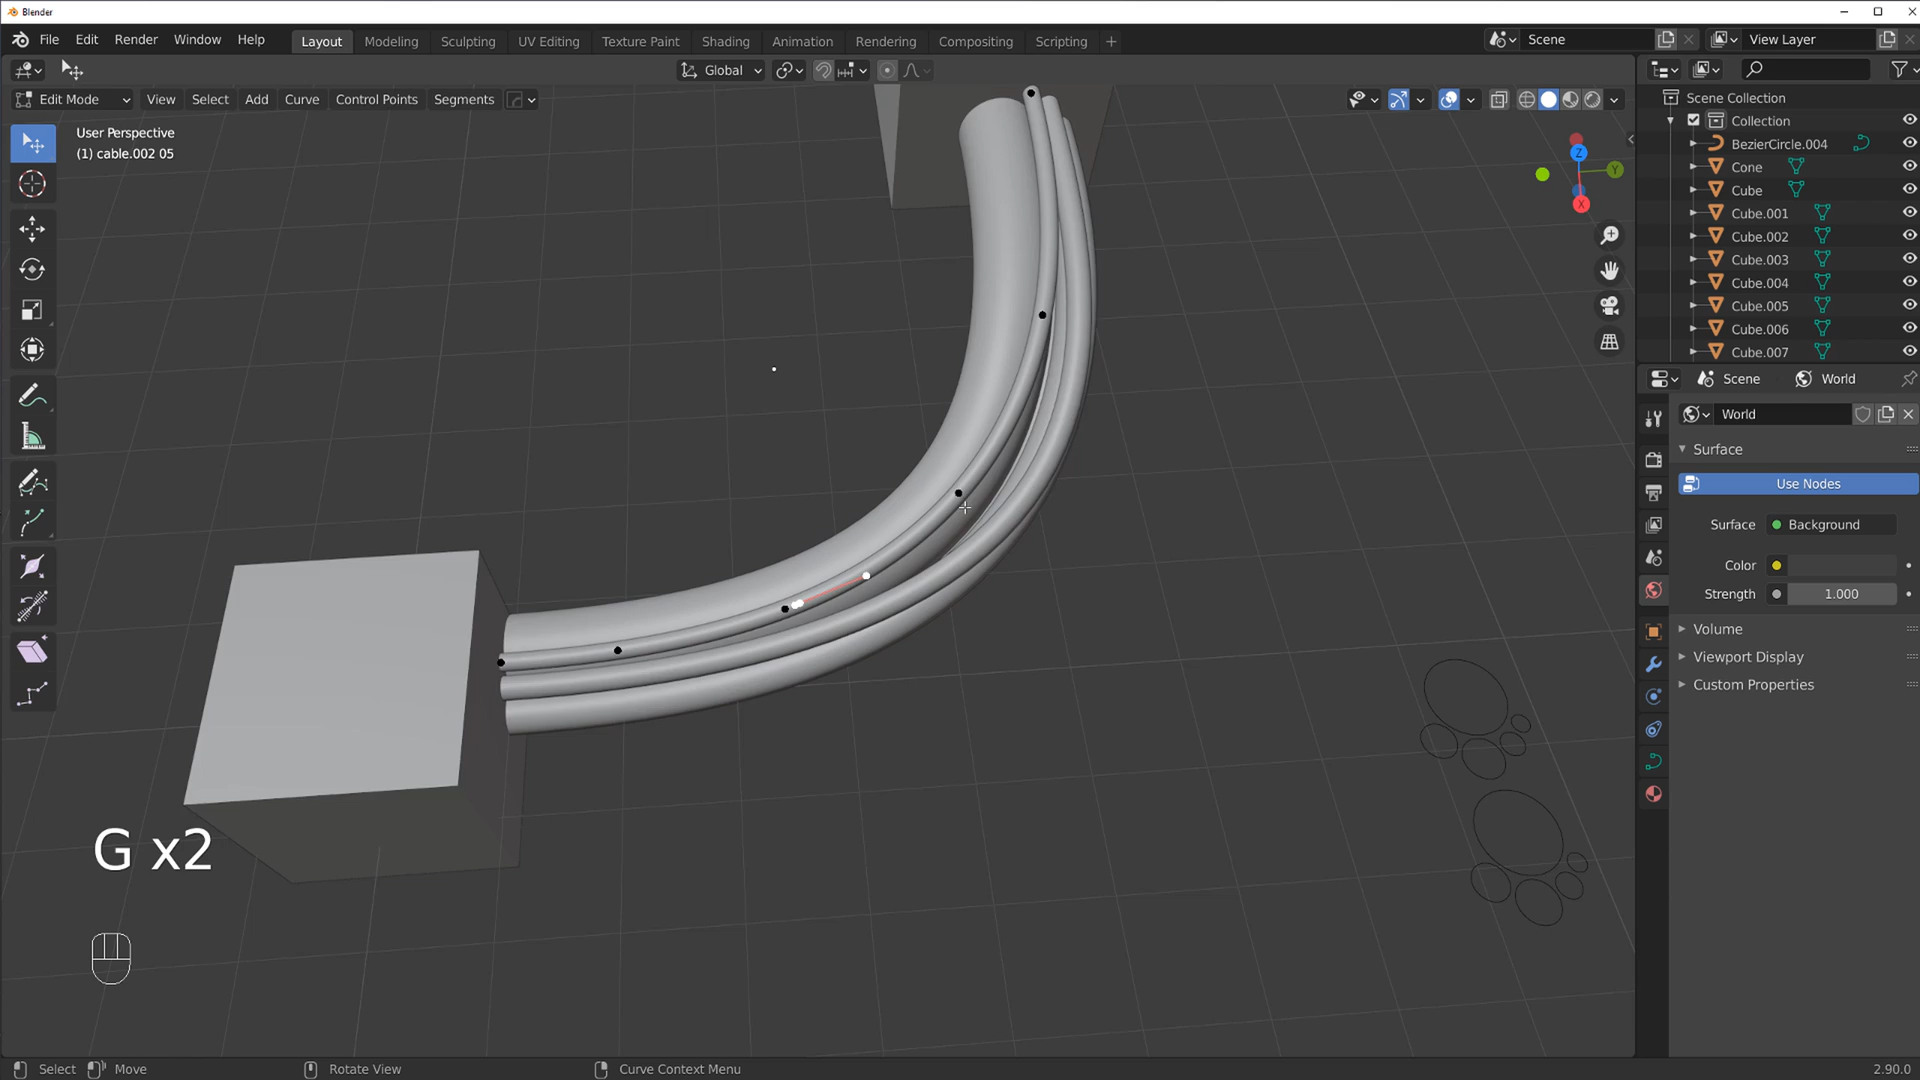 Blender
File Edit Render Window Help
Layout Modeling Sculpting UV Editing Texture Paint Shading Animation Rendering Compositing Scripting +
Scene
View Layer
Global
Edit Mode View Select Add Curve Control Points Segments
User Perspective
(1) cable.002 05
Z
Y
X
Scene Collection
Collection
BezierCircle.004
Cone
Cube
Cube.001
Cube.002
Cube.003
Cube.004
Cube.005
Cube.006
Cube.007
Scene World
World
Surface
Use Nodes
Surface Background
Color
Strength 1.000
Volume
Viewport Display
Custom Properties
G x2
Select Move Rotate View Curve Context Menu 2.90.0